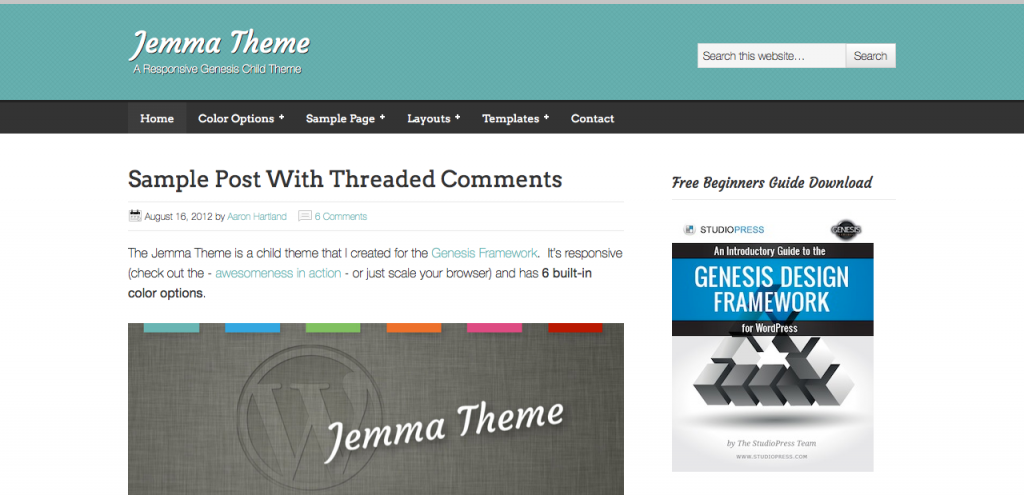 Jemma Theme
A Responsive Genesis Child Theme
Search this website...
Search
Home
Color Options +
Sample Page +
Layouts +
Templates +
Contact
Sample Post With Threaded Comments
August 16, 2012 by Aaron Hartland
6 Comments
The Jemma Theme is a child theme that I created for the Genesis Framework. It's responsive
(check out the - awesomeness in action - or just scale your browser) and has 6 built-in
color options.
Jemma Theme
Free Beginners Guide Download
STUDIOPRESS
GENESIS
An Introductory Guide to the
GENESIS DESIGN
FRAMEWORK
for WordPress
by The StudioPress Team
WWW.STUDIOPRESS.COM